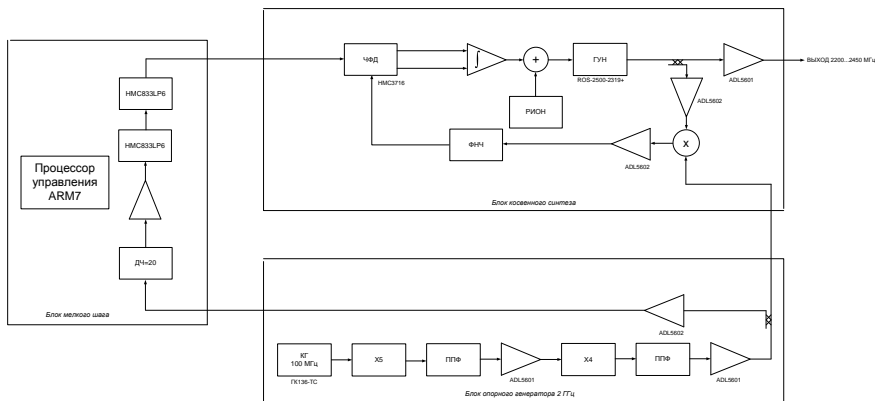 HMC833LP6
HMC833LP6
Процессор
управления
ARM7
ДЧ=20
Блок мелкого шага
ЧФД
HMC3716
∫
+
РИОН
ГУН
ROS-2500-2319+
ADL5601
ВЫХОД 2200...2450 МГц
ADL5602
X
ADL5602
ФНЧ
Блок косвенного синтеза
ADL5602
КГ
100 МГц
ГК136-ТС
X5
ППФ
ADL5601
X4
ППФ
ADL5601
Блок опорного генератора 2 ГГц